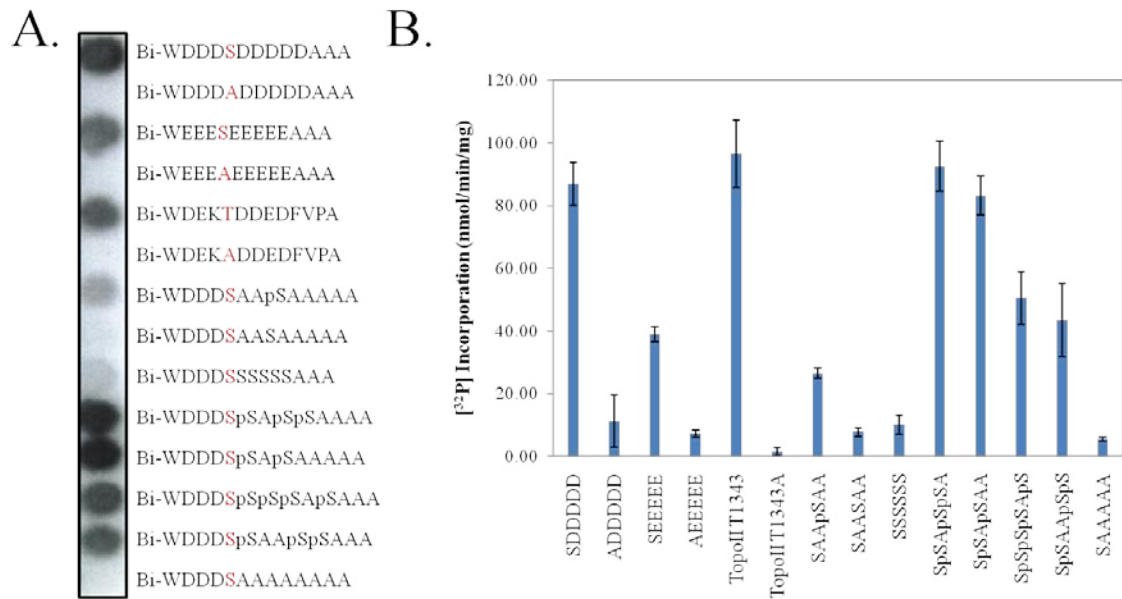 A.
Bi-WDDDSDDDDDAAA
Bi-WDDDADDDDDAAA
Bi-WEEESEEEEEAAA
Bi-WEEEAEEEEEAAA
Bi-WDEKTDDEDFVPA
Bi-WDEKADDEDFVPA
Bi-WDDDSAApSAAAAA
Bi-WDDDSAASAAAAA
Bi-WDDDSSSSSSAAA
Bi-WDDDSpSApSpSAAAA
Bi-WDDDSpSApSAAAAA
Bi-WDDDSpSpSpSApSAAA
Bi-WDDDSpSAApSpSAAA
Bi-WDDDSAAAAAAAA
B.
[³²P] Incorporation (nmol/min/mg)
120.00
100.00
80.00
60.00
40.00
20.00
0.00
SDDDDD
ADDDDD
SEEEEE
AEEEEE
TopoIIT1343
TopoIIT1343A
SAApSAA
SAASAA
SSSSSS
SpSApSpSA
SpSApSAA
SpSpSpSApS
SpSAApSpS
SAAAAA